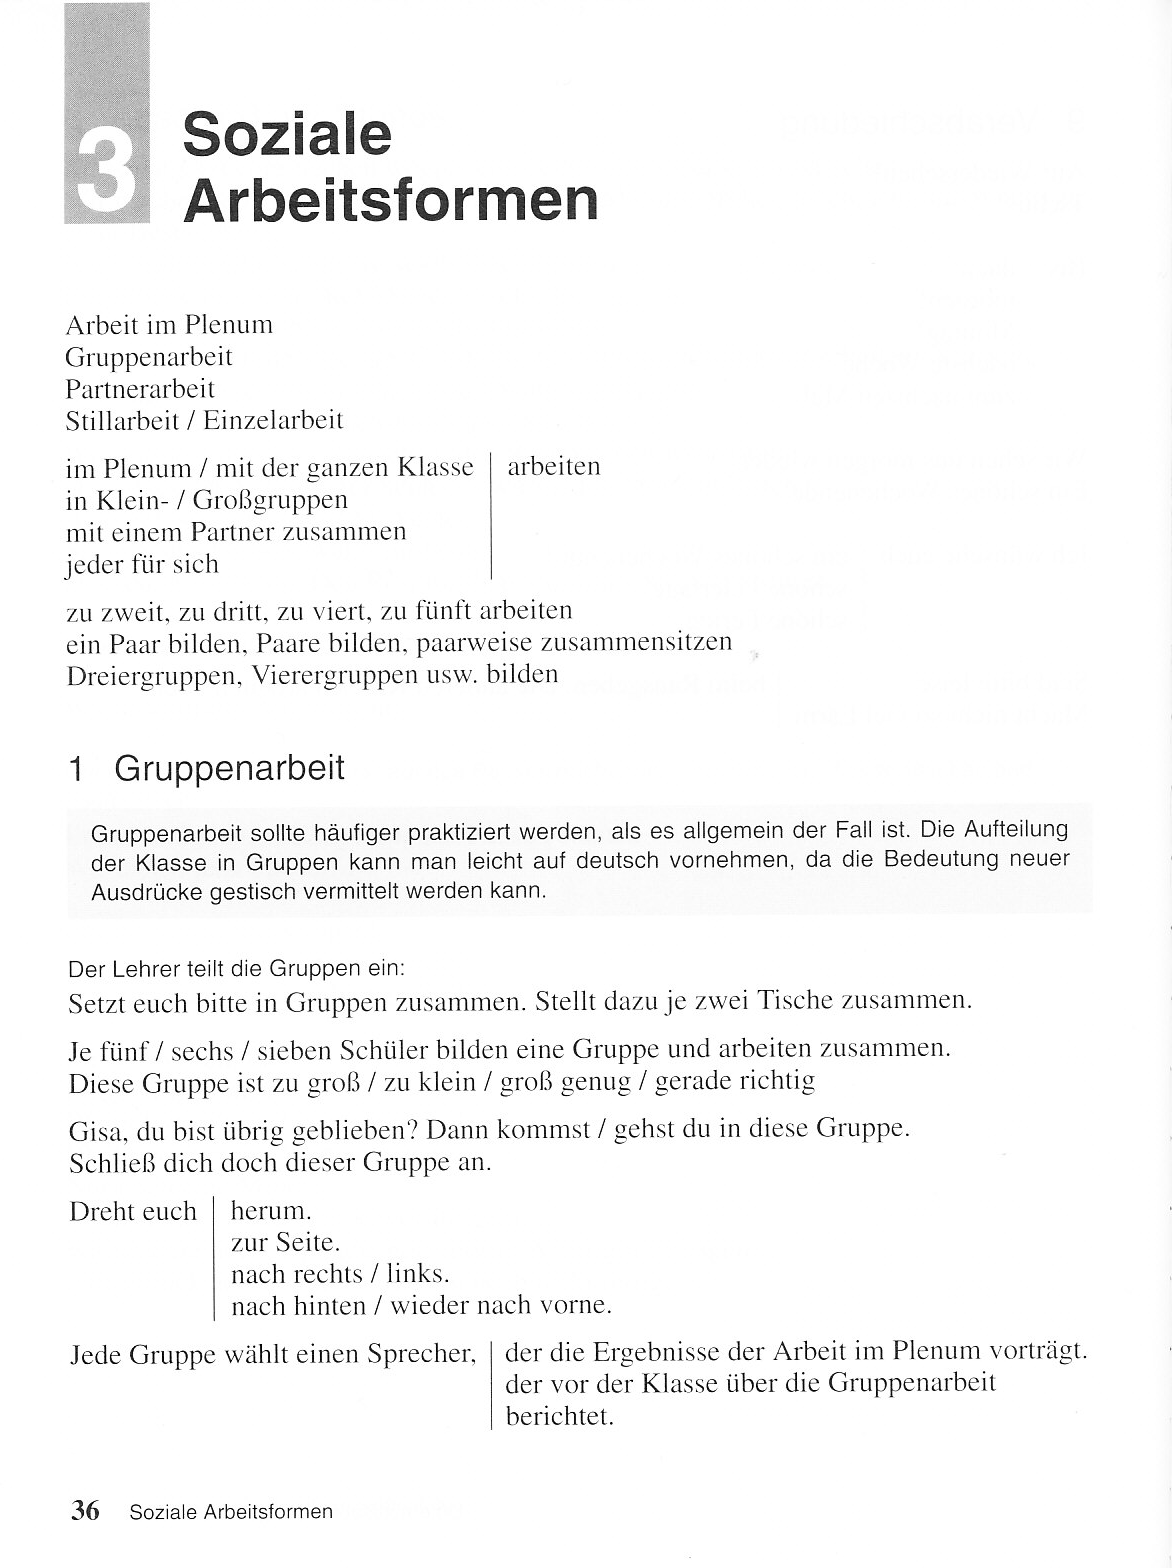 3
Soziale
Arbeitsformen
Arbeit im Plenum
Gruppenarbeit
Partnerarbeit
Stillarbeit / Einzelarbeit
im Plenum / mit der ganzen Klasse arbeiten
in Klein- / Großgruppen
mit einem Partner zusammen
jeder für sich
zu zweit, zu dritt, zu viert, zu fünft arbeiten
ein Paar bilden, Paare bilden, paarweise zusammensitzen
Dreiergruppen, Vierergruppen usw. bilden
1 Gruppenarbeit
Gruppenarbeit sollte häufiger praktiziert werden, als es allgemein der Fall ist. Die Aufteilung
der Klasse in Gruppen kann man leicht auf deutsch vornehmen, da die Bedeutung neuer
Ausdrücke gestisch vermittelt werden kann.
Der Lehrer teilt die Gruppen ein:
Setzt euch bitte in Gruppen zusammen. Stellt dazu je zwei Tische zusammen.
Je fünf / sechs / sieben Schüler bilden eine Gruppe und arbeiten zusammen.
Diese Gruppe ist zu groß / zu klein / groß genug / gerade richtig
Gisa, du bist übrig geblieben? Dann kommst / gehst du in diese Gruppe.
Schließ dich doch dieser Gruppe an.
Dreht euch herum.
zur Seite.
nach rechts / links.
nach hinten / wieder nach vorne.
Jede Gruppe wählt einen Sprecher, der die Ergebnisse der Arbeit im Plenum vorträgt.
der vor der Klasse über die Gruppenarbeit
berichtet.
36 Soziale Arbeitsformen